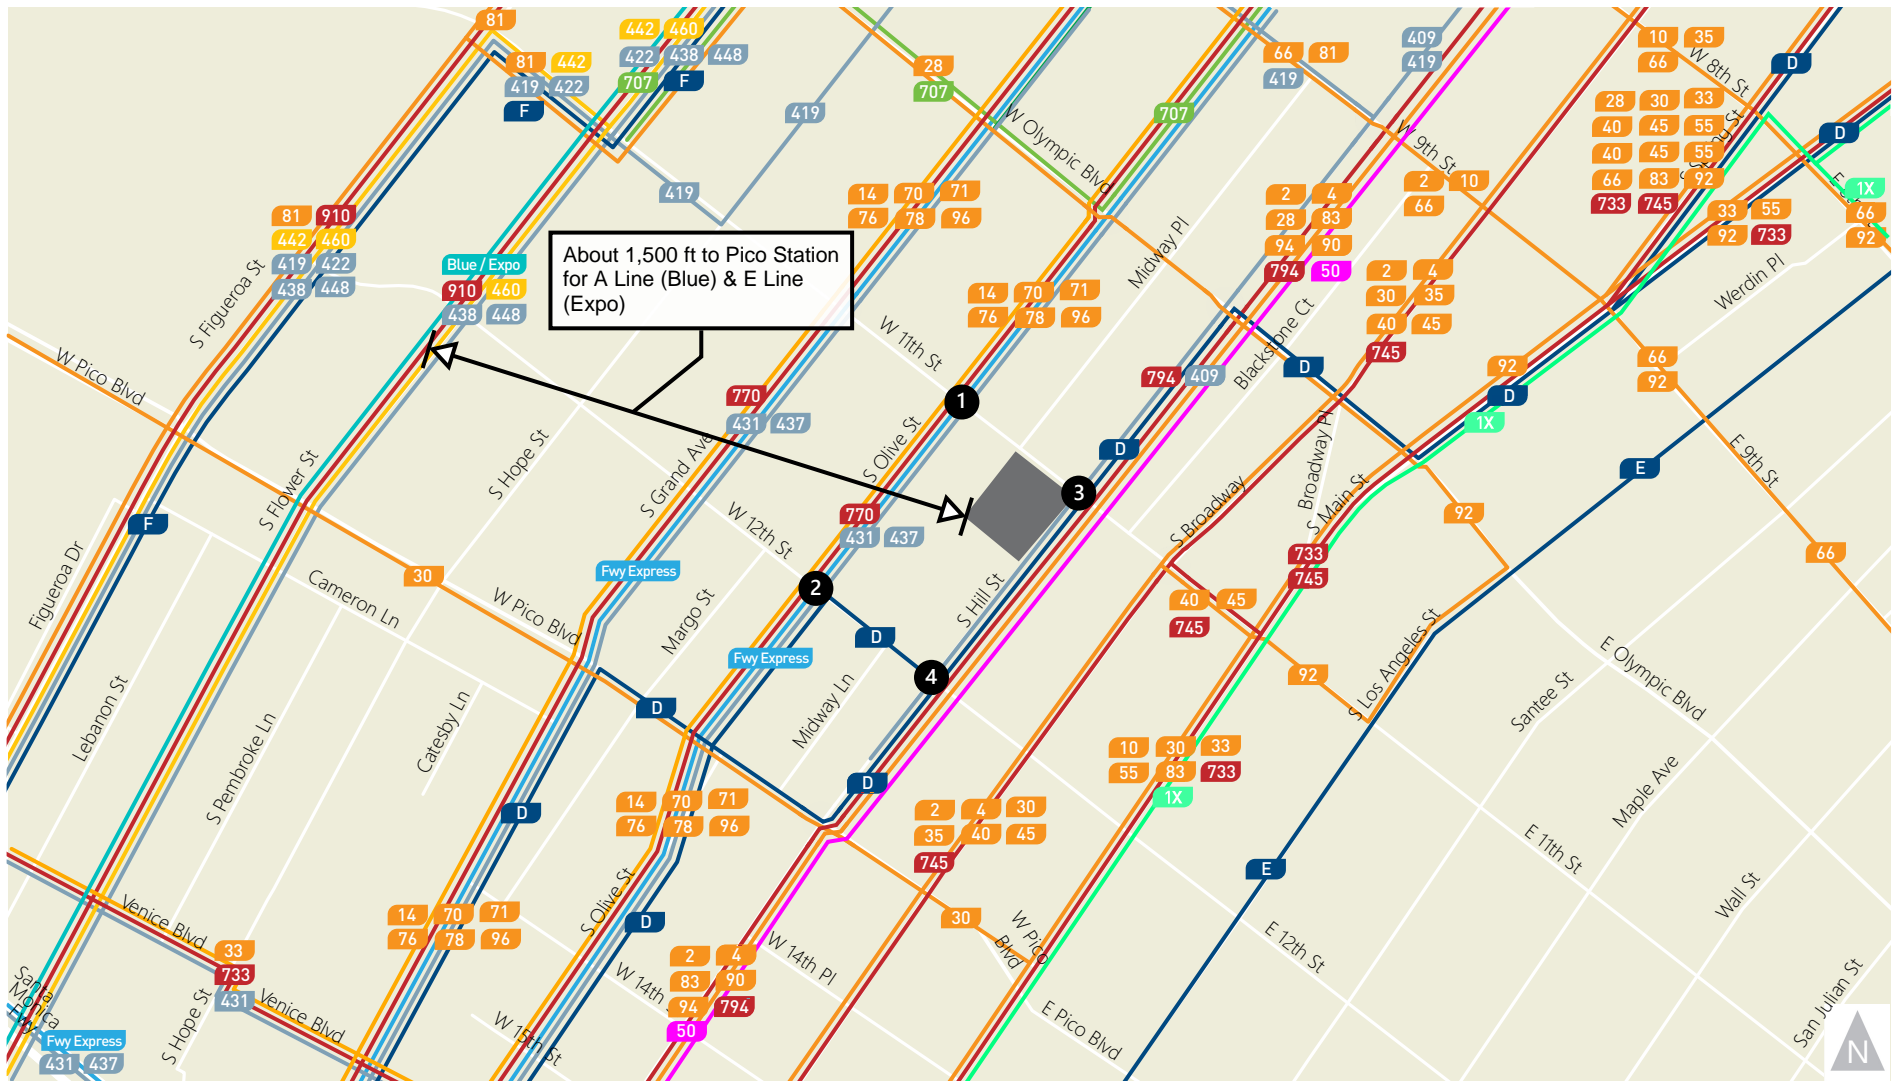 81
442 460
422 438 448
707 F
81 442
419 422
F
28
707
419
419
707
66 81
419
409
419
10 35
66
W 8th St
D
28 30 33
40 45 55
40 45 55
66 83 92
733 745
D
1X
66
92
W Olympic Blvd
W 9th St
2 10
66
33 55
92 733
Werdin Pl
81 910
442 460
419 422
438 448
S Figueroa St
Blue / Expo
910 460
438 448
About 1,500 ft to Pico Station
for A Line (Blue) & E Line
(Expo)
14 70 71
76 78 96
14 70 71
76 78 96
Midway Pl
2 4
28 83
94 90
794 50
2 4
30 35
40 45
745
Blackstone Ct
D
W 11th St
W Pico Blvd
770
431 437
1
794 409
92
D
1X
66
92
E 9th St
E
S Flower St
S Hope St
S Grand Ave
S Olive St
D
3
S Broadway
Broadway Pl
S Main St
92
66
F
770
431 437
W 12th St
733
745
Figueroa Dr
Cameron Ln
30
Fwy Express
W Pico Blvd
Margo St
2
D
S Hill St
40 45
745
Fwy Express
4
92
S Los Angeles St
E Olympic Blvd
Santee St
Lebanon St
S Pembroke Ln
Catesby Ln
D
Midway Ln
D
10 30 33
55 83 733
1X
Maple Ave
D
14 70 71
76 78 96
2 4 30
35 40 45
745
E
E 11th St
Wall St
Venice Blvd
14 70 71
76 78 96
S Olive St
D
30
W Pico
Blvd
E 12th St
33
733
431
2 4
83 90
94 794
50
W 14th Pl
W 14th S
Santa
Monica
Fwy
Fwy Express
431 437
S Hope St
Venice Blvd
W 15th St
E Pico Blvd
San Julian St
N